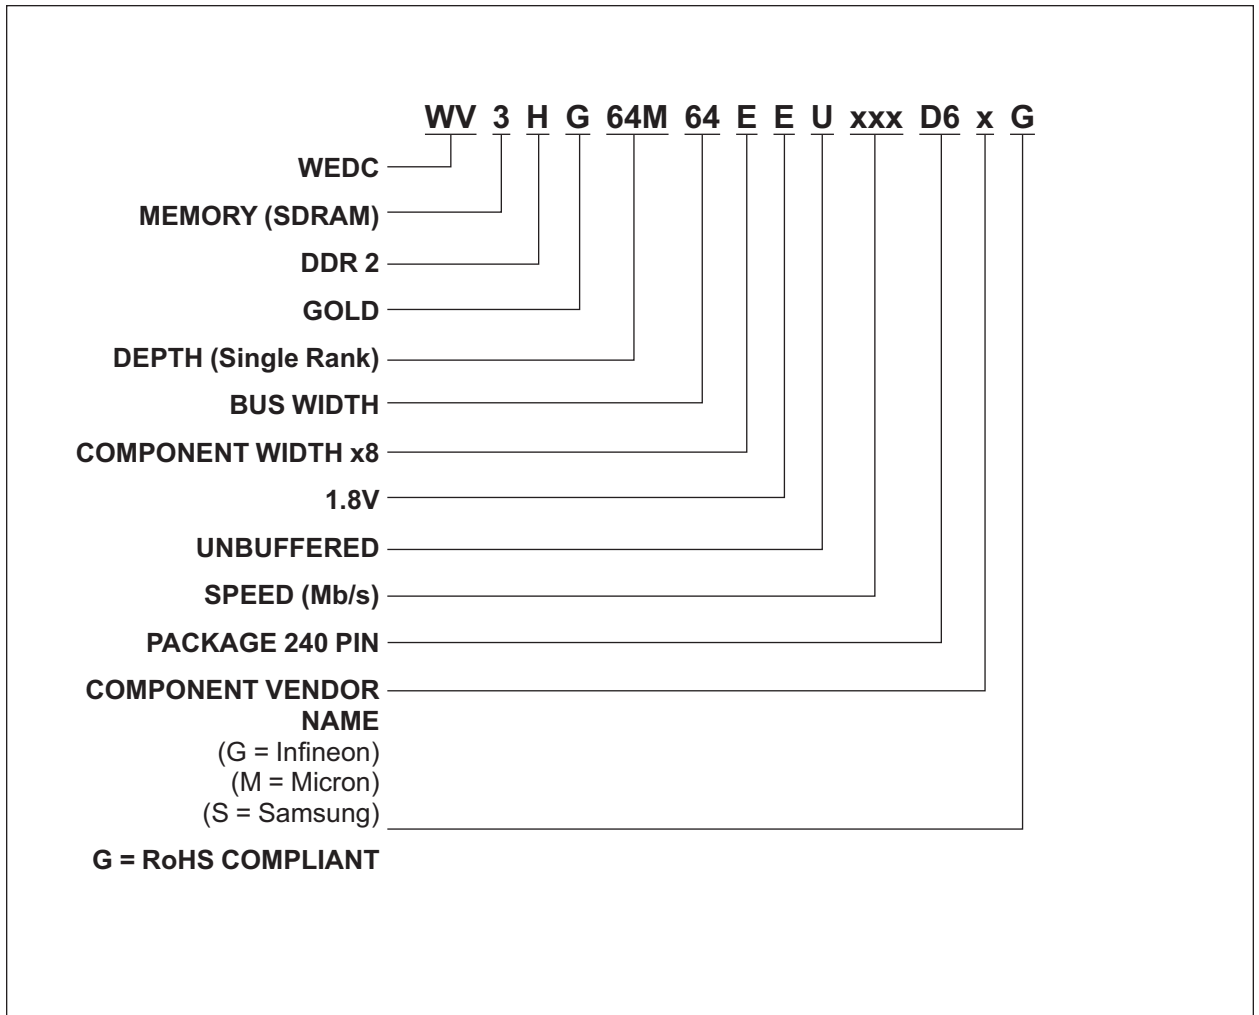 WV 3 H G 64M 64 E E U xxx D6 x G
WEDC
MEMORY (SDRAM)
DDR 2
GOLD
DEPTH (Single Rank)
BUS WIDTH
COMPONENT WIDTH x8
1.8V
UNBUFFERED
SPEED (Mb/s)
PACKAGE 240 PIN
COMPONENT VENDOR
NAME
(G = Infineon)
(M = Micron)
(S = Samsung)
G = RoHS COMPLIANT